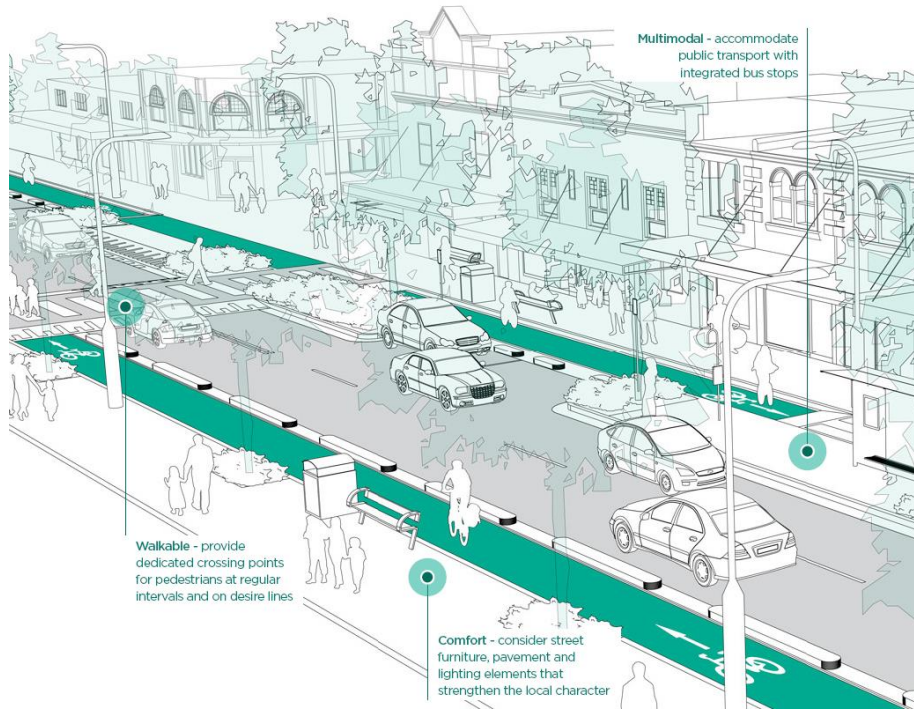 Multimodal - accommodate
public transport with
integrated bus stops
Walkable - provide
dedicated crossing points
for pedestrians at regular
intervals and on desire lines
Comfort - consider street
furniture, pavement and
lighting elements that
strengthen the local character